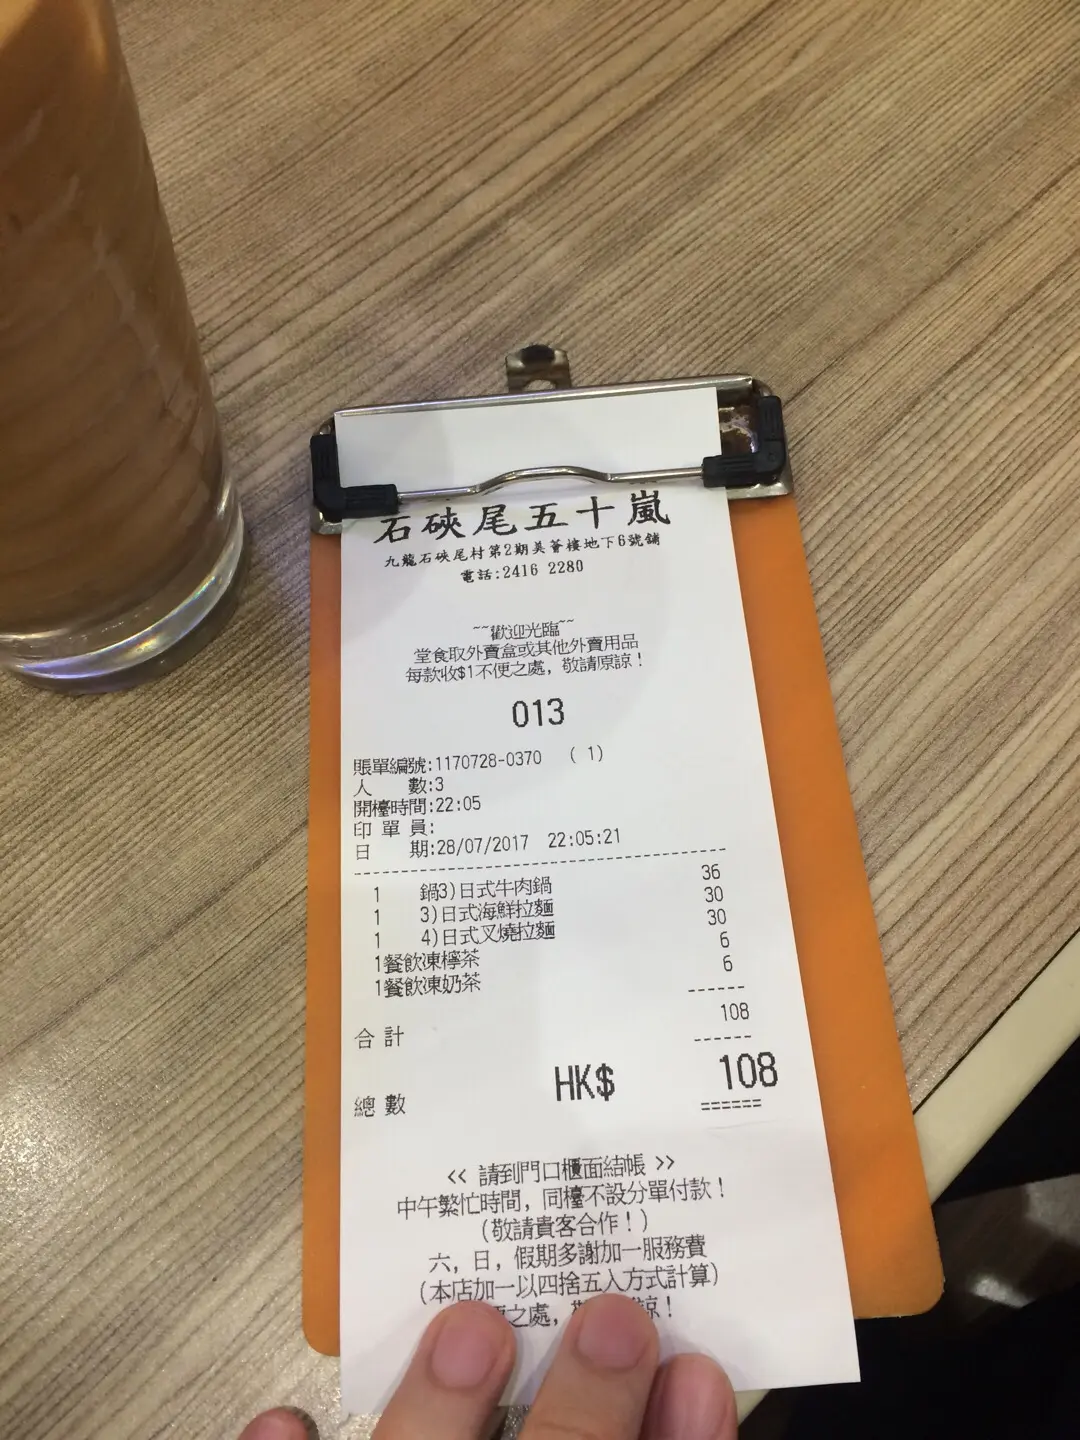 石硤尾五十嵐
九龍石硤尾村第2期美薈樓地下6號舖
電話:2416 2280
~~歡迎光臨~~
堂食取外賣盒或其他外賣用品
每款收$1不便之處，敬請原諒！
013
賬單編號:1170728-0370 ( 1)
人 數:3
開檯時間:22:05
印 單 員:
日 期:28/07/2017 22:05:21
1 鍋3)日式牛肉鍋 36
1 3)日式海鮮拉麵 30
1 4)日式叉燒拉麵 30
1餐飲凍檸茶 6
1餐飲凍奶茶 6
合 計 108
總 數 HK$ 108
<< 請到門口櫃面結帳 >>
中午繁忙時間，同檯不設分單付款！
(敬請貴客合作！)
六，日，假期多謝加一服務費
(本店加一以四捨五入方式計算)
之處， 諒！